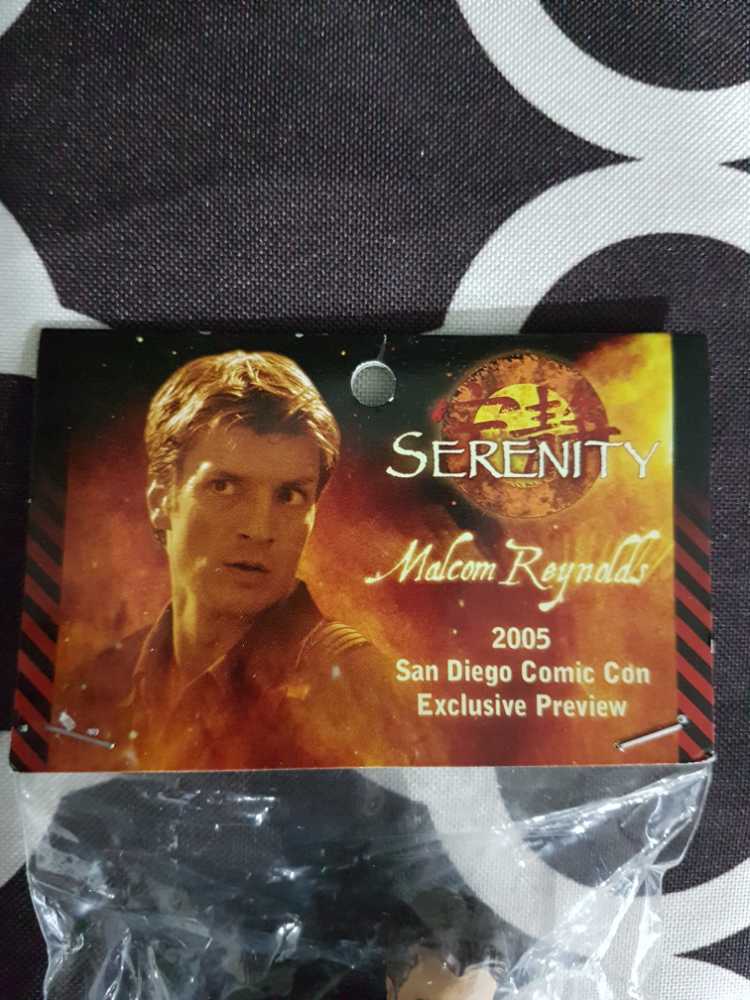 SERENITY
Malcom Reynolds
2005
San Diego Comic Con
Exclusive Preview